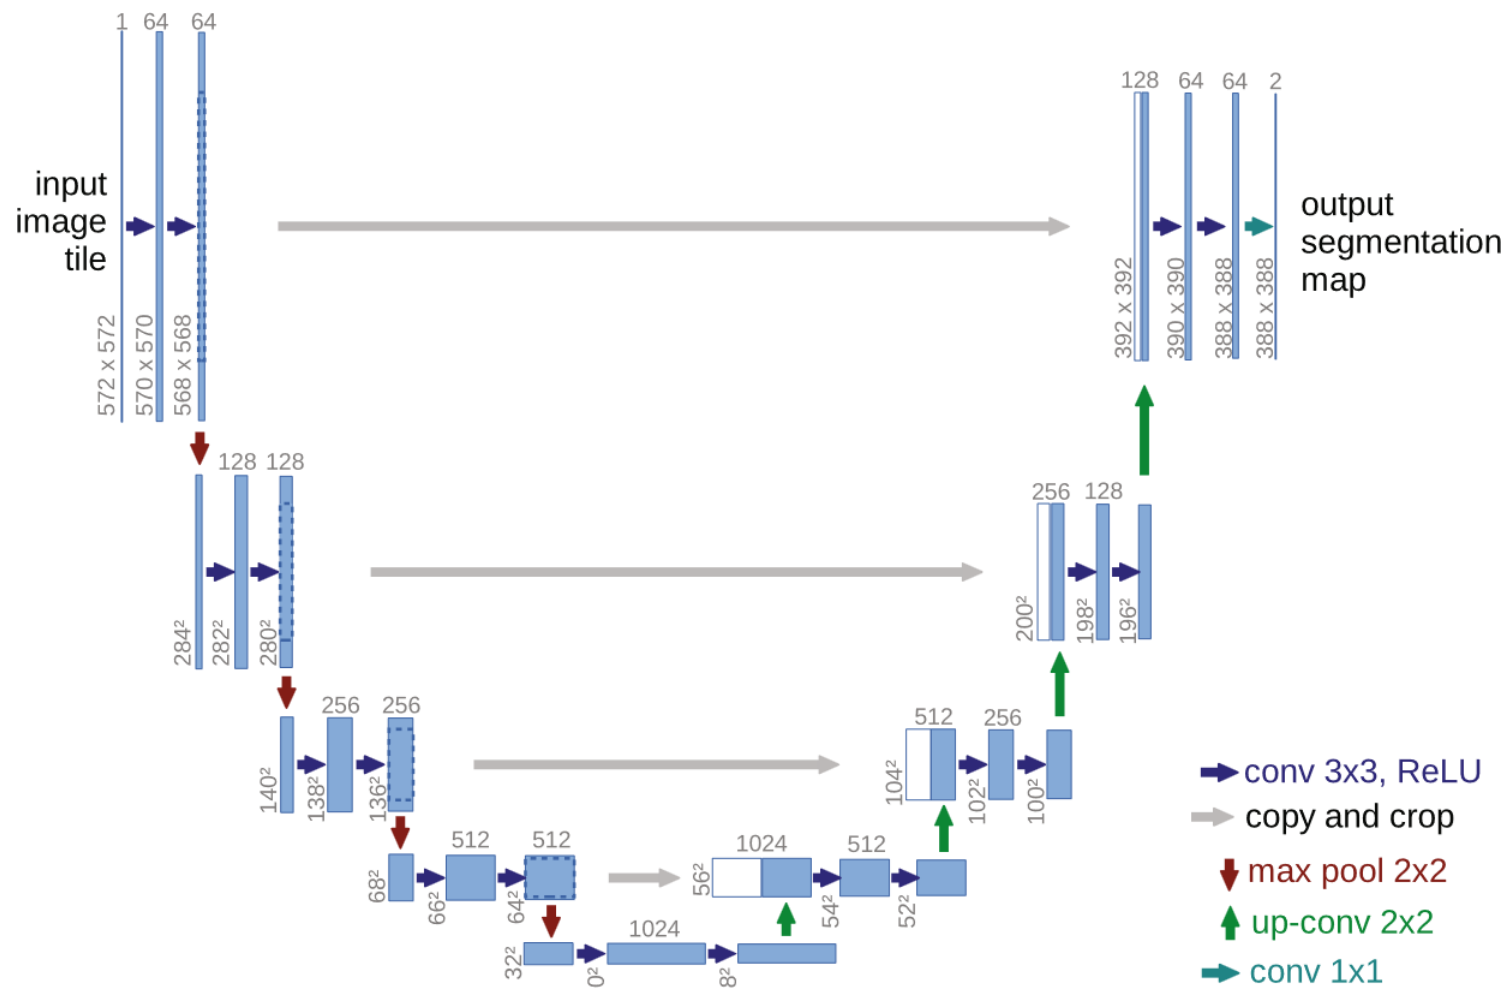 1 64 64
input
image
tile
572 x 572
570 x 570
568 x 568
128 64 64 2
392 x 392
390 x 390
388 x 388
388 x 388
output
segmentation
map
128 128
284²
282²
280²
256 128
200²
198²
196²
256 256
140²
138²
136²
512 256
104²
102²
100²
512 512
68²
66²
64²
1024 512
56²
54²
52²
1024
32²
0²
8²
conv 3x3, ReLU
copy and crop
max pool 2x2
up-conv 2x2
conv 1x1